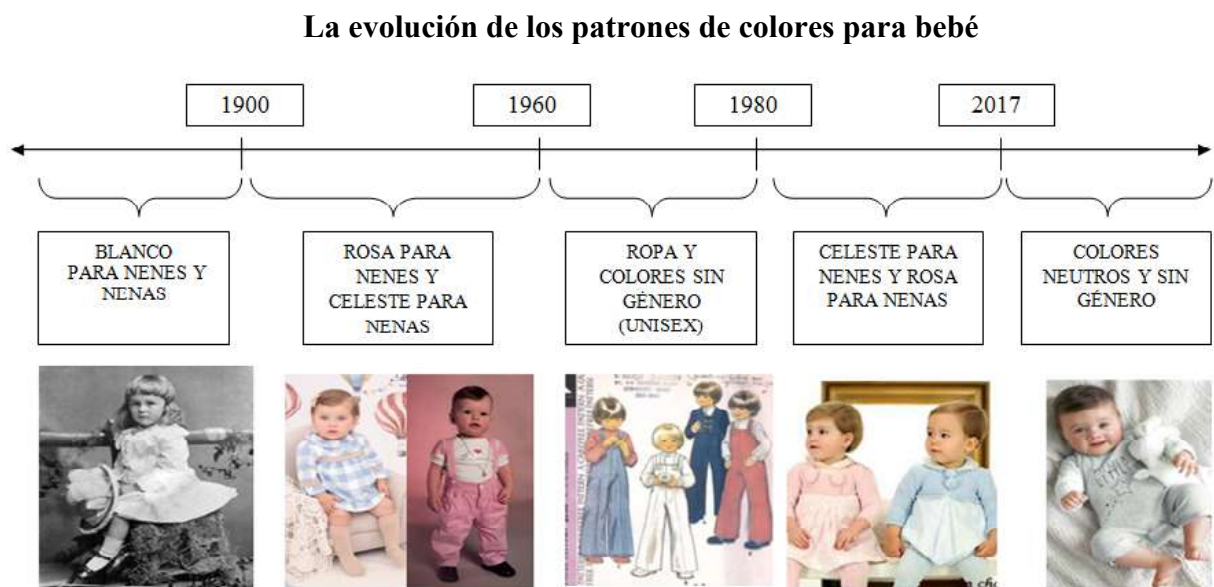 La evolución de los patrones de colores para bebé
1900
1960
1980
2017
BLANCO
PARA NENES Y
NENAS
ROSA PARA
NENES Y
CELESTE PARA
NENAS
ROPA Y
COLORES SIN
GÉNERO
(UNISEX)
CELESTE PARA
NENES Y ROSA
PARA NENAS
COLORES
NEUTROS Y SIN
GÉNERO